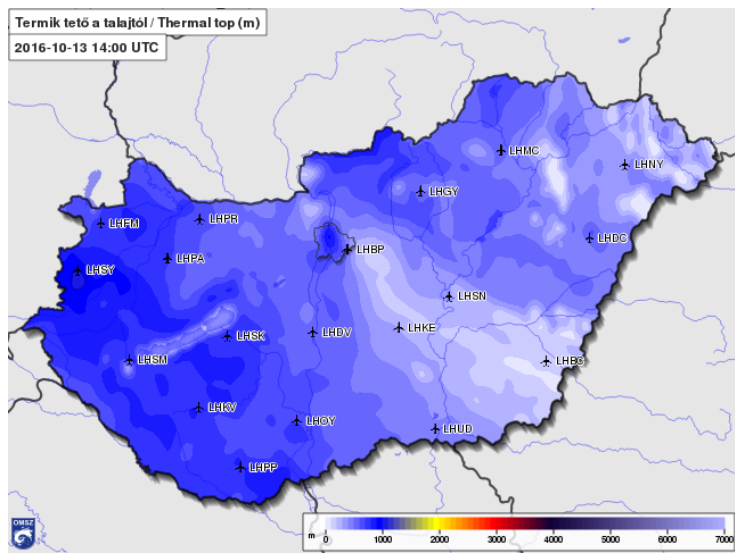 Termik tető a talajtól / Thermal top (m)
2016-10-13 14:00 UTC
LHMC
LHNY
LHGY
LHFM
LHPR
LHDC
LHBP
LHPA
LHSY
LHSN
LHKE
LHDV
LHSK
LHSM
LHBC
LHKV
LHOY
LHUD
LHPP
OMSZ
m 0 1000 2000 3000 4000 5000 6000 7000